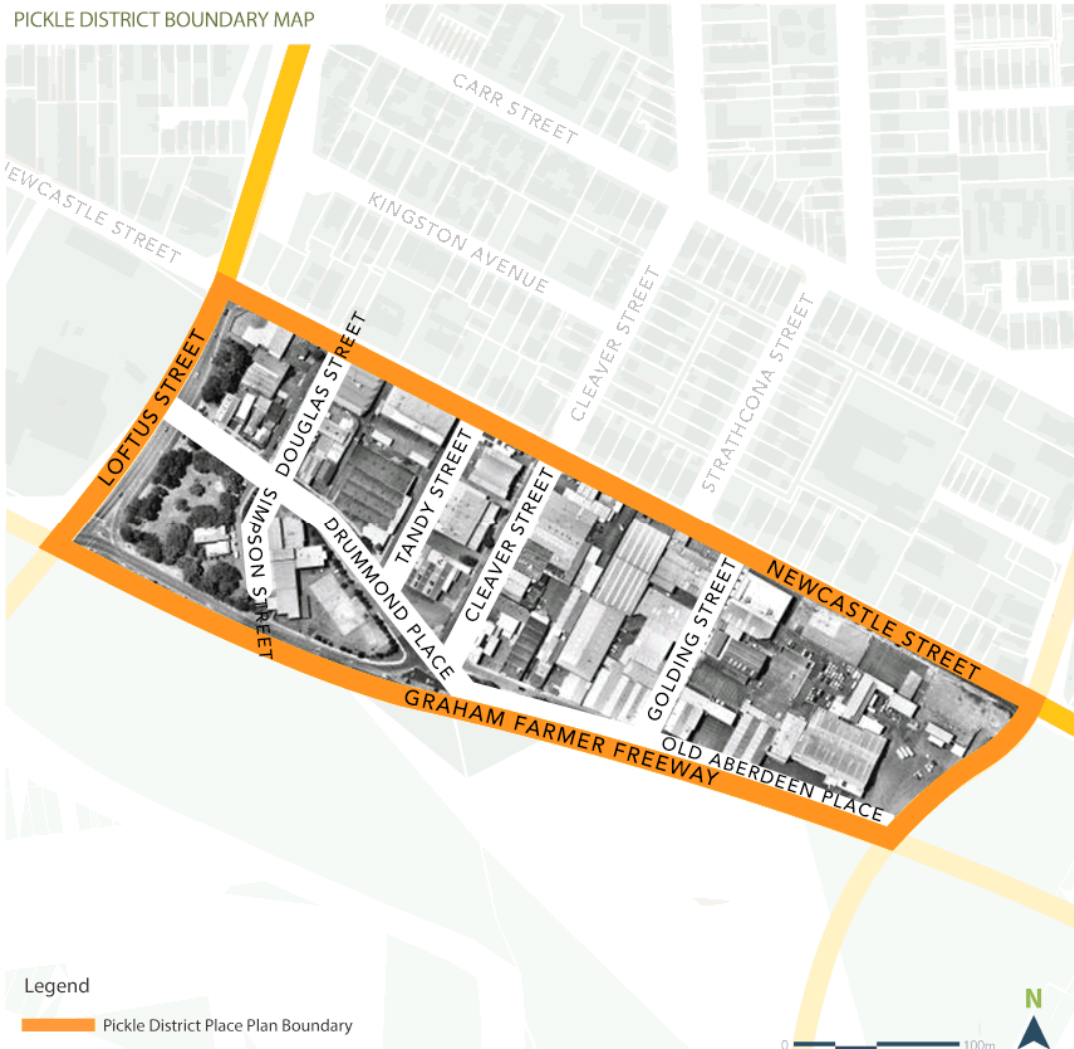 PICKLE DISTRICT BOUNDARY MAP
CARR STREET
NEWCASTLE STREET
KINGSTON AVENUE
CLEAVER STREET
STRATHCONA STREET
LOFTUS STREET
DOUGLAS STREET
SIMPSON STREET
DRUMMOND PLACE
TANDY STREET
CLEAVER STREET
GOLDING STREET
NEWCASTLE STREET
GRAHAM FARMER FREEWAY
OLD ABERDEEN PLACE
Legend
Pickle District Place Plan Boundary
N
0 100m